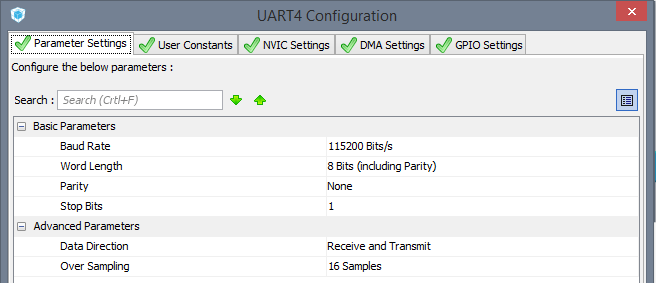 UART4 Configuration
Parameter Settings User Constants NVIC Settings DMA Settings GPIO Settings
Configure the below parameters :
Search : Search (Crtl+F)
Basic Parameters
Baud Rate 115200 Bits/s
Word Length 8 Bits (including Parity)
Parity None
Stop Bits 1
Advanced Parameters
Data Direction Receive and Transmit
Over Sampling 16 Samples